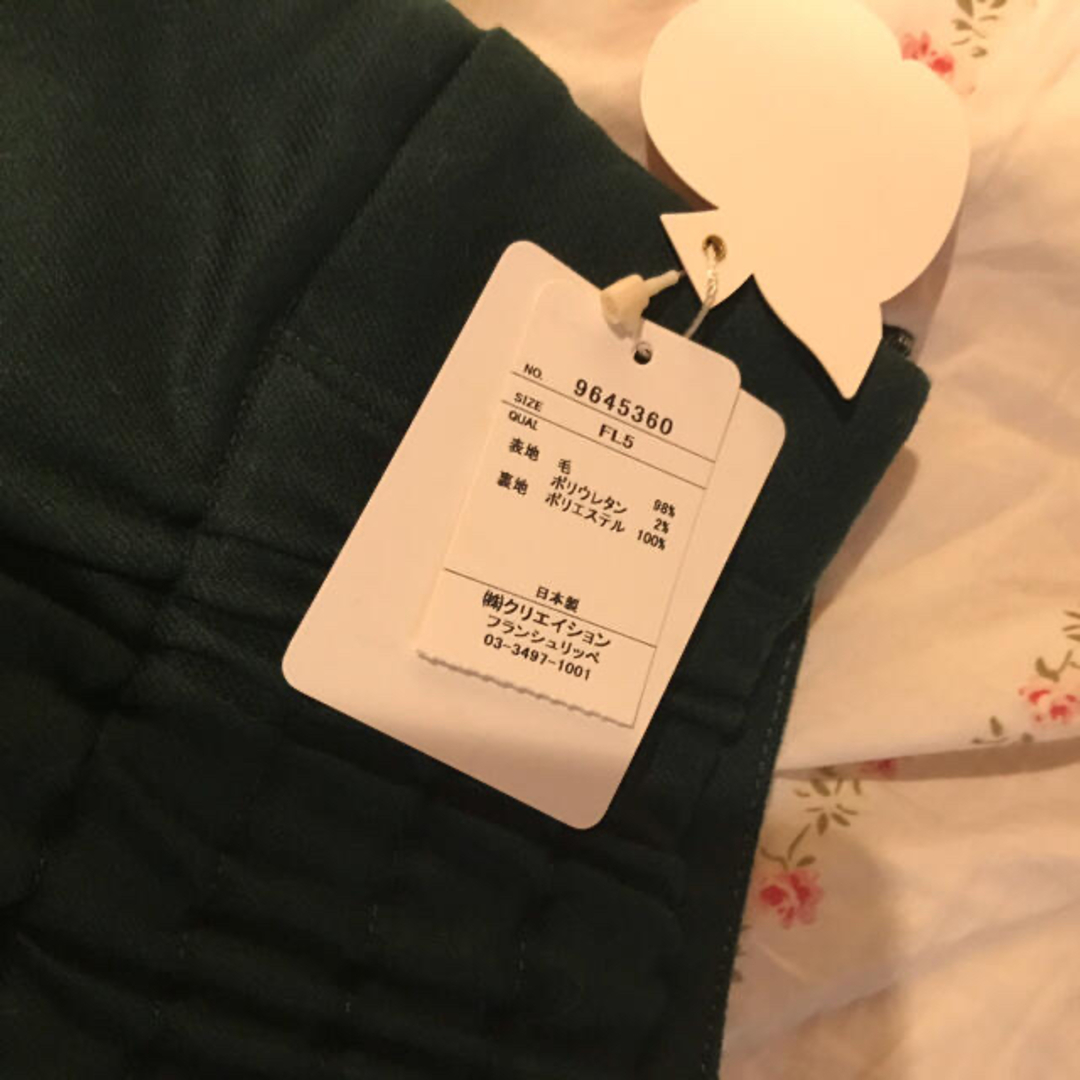 NO. 9645360
SIZE FL5
QUAL
表地 毛 98%
ポリウレタン 2%
裏地 ポリエステル 100%
日本製
㈱クリエイション
フランシュリッペ
03-3497-1001